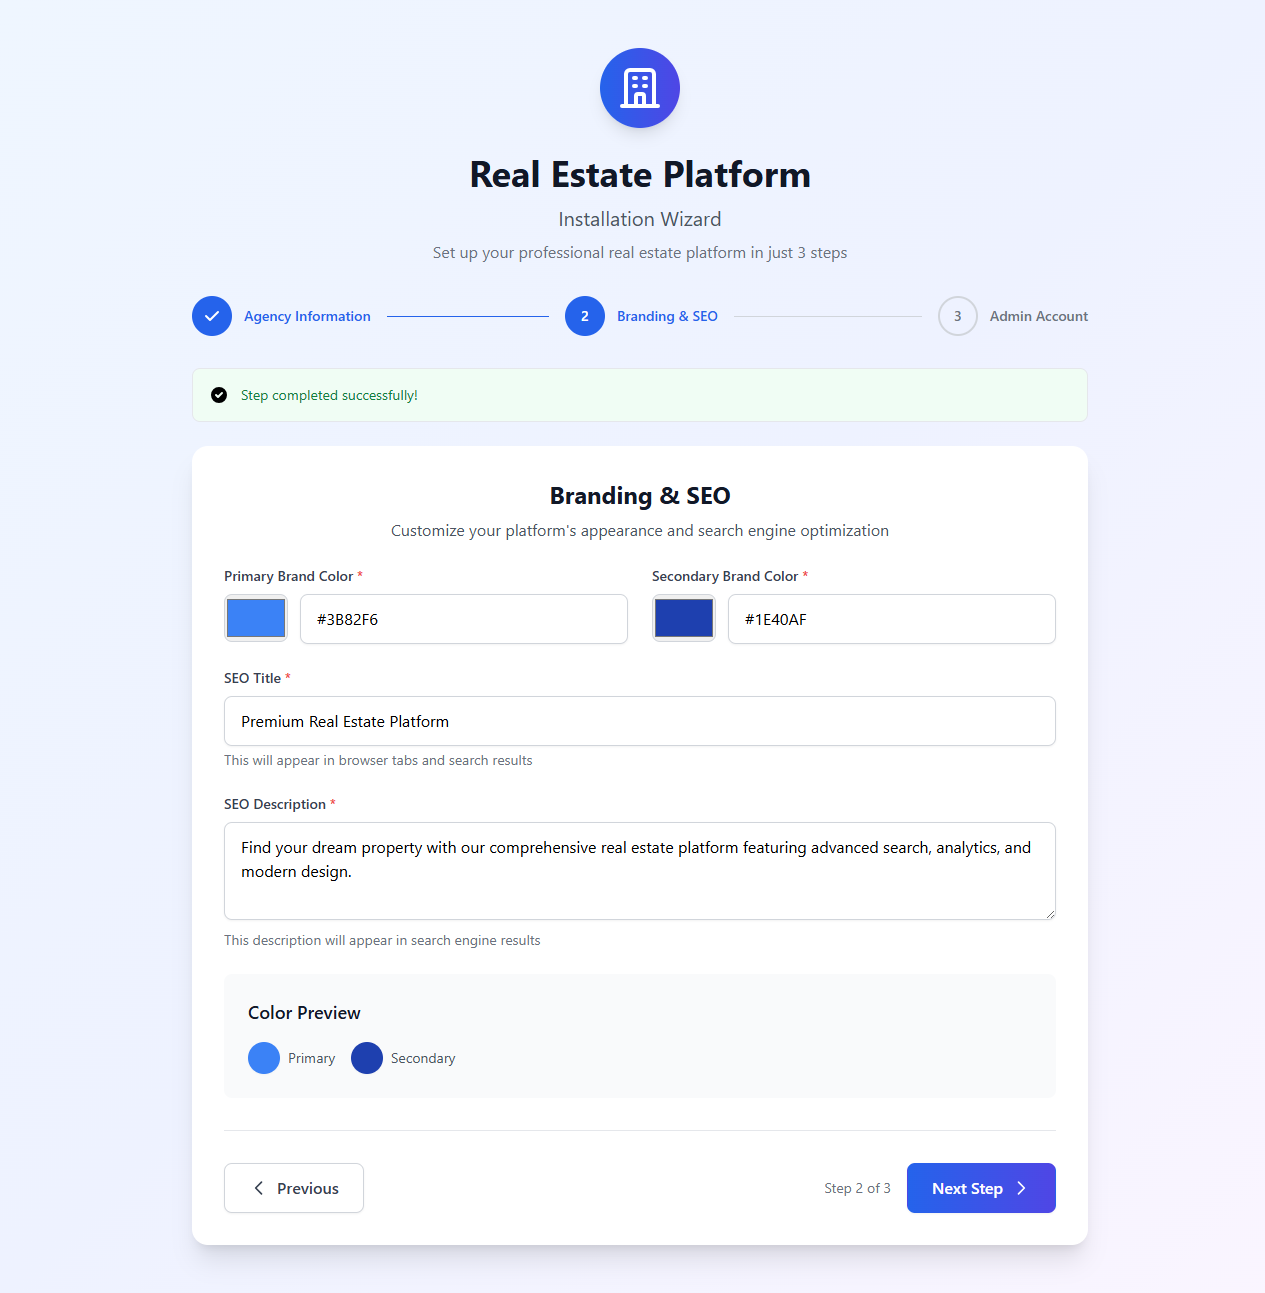 Real Estate Platform
Installation Wizard
Set up your professional real estate platform in just 3 steps
Agency Information
2
Branding & SEO
3
Admin Account
Step completed successfully!
Branding & SEO
Customize your platform's appearance and search engine optimization
Primary Brand Color *
Secondary Brand Color *
#3B82F6
#1E40AF
SEO Title *
Premium Real Estate Platform
This will appear in browser tabs and search results
SEO Description *
Find your dream property with our comprehensive real estate platform featuring advanced search, analytics, and
modern design.
This description will appear in search engine results
Color Preview
Primary
Secondary
Previous
Step 2 of 3
Next Step